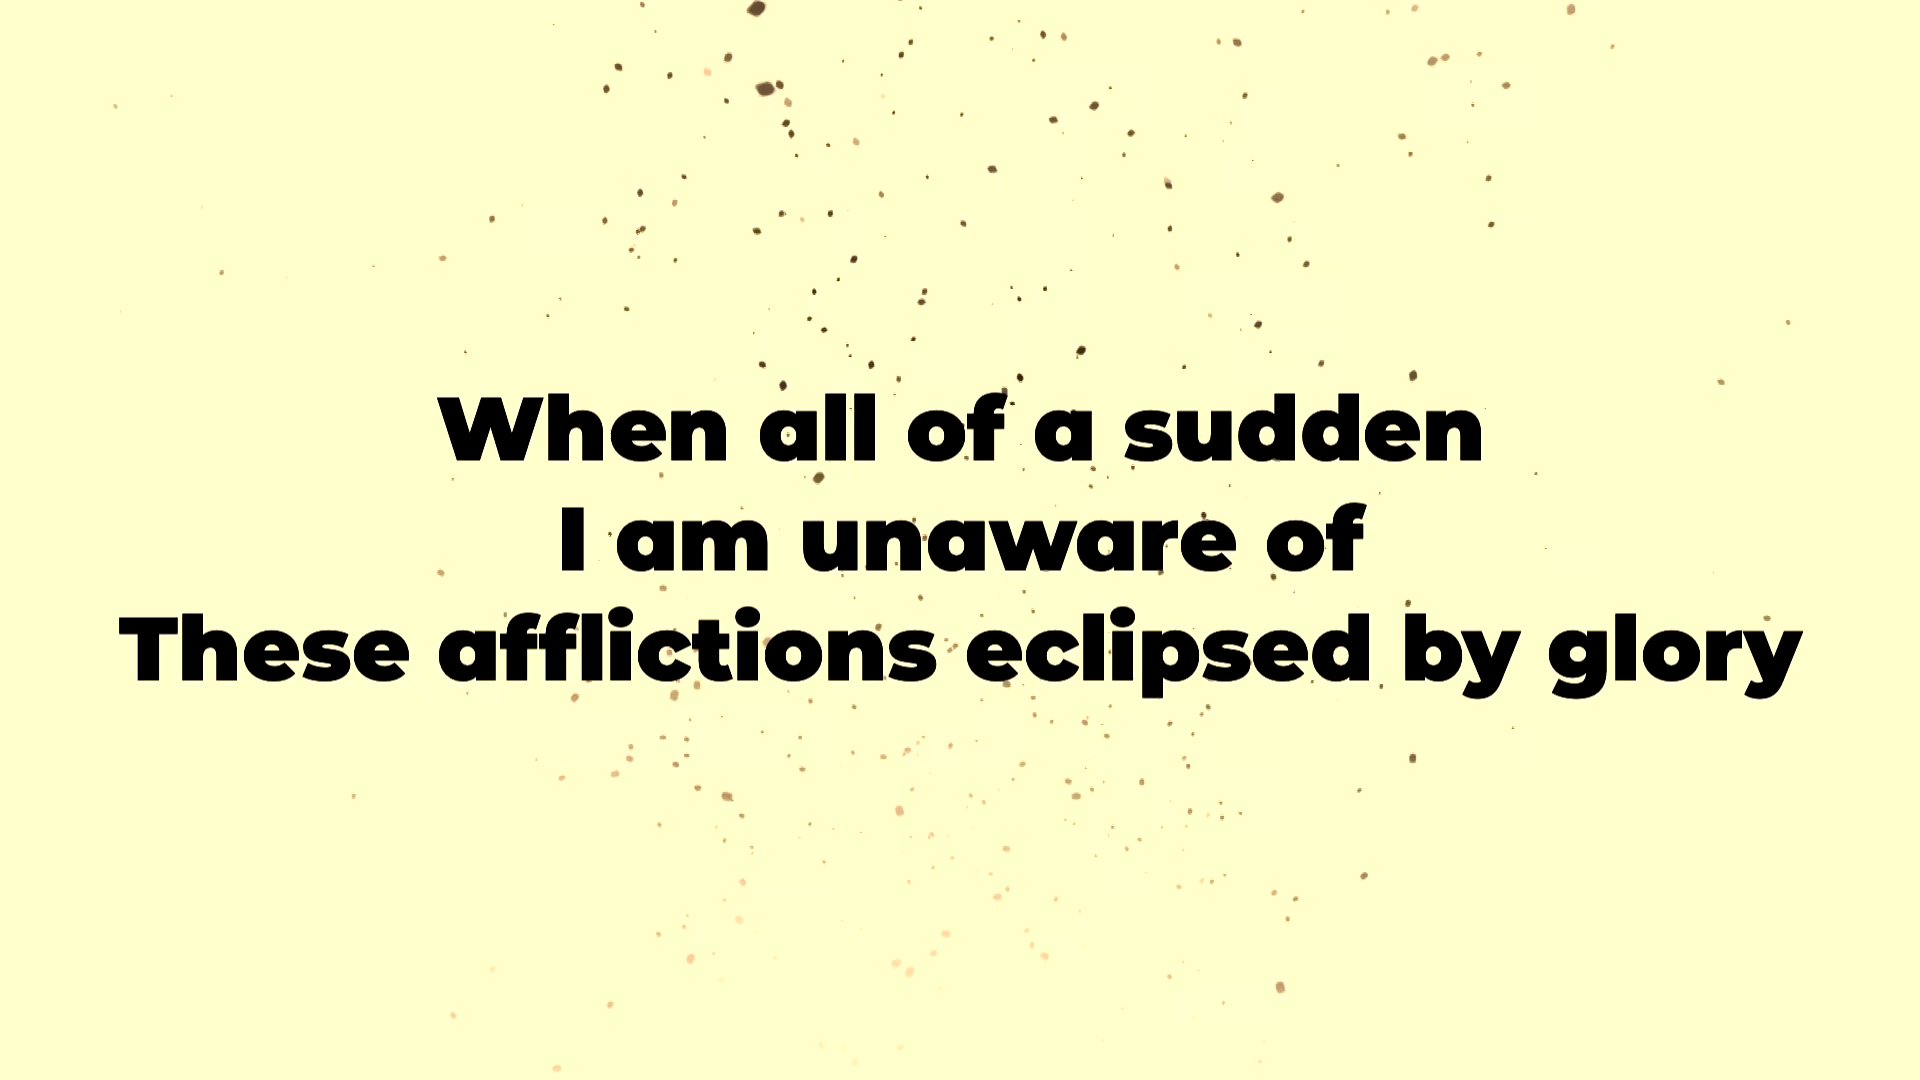 When all of a sudden
I am unaware of
These afflictions eclipsed by glory